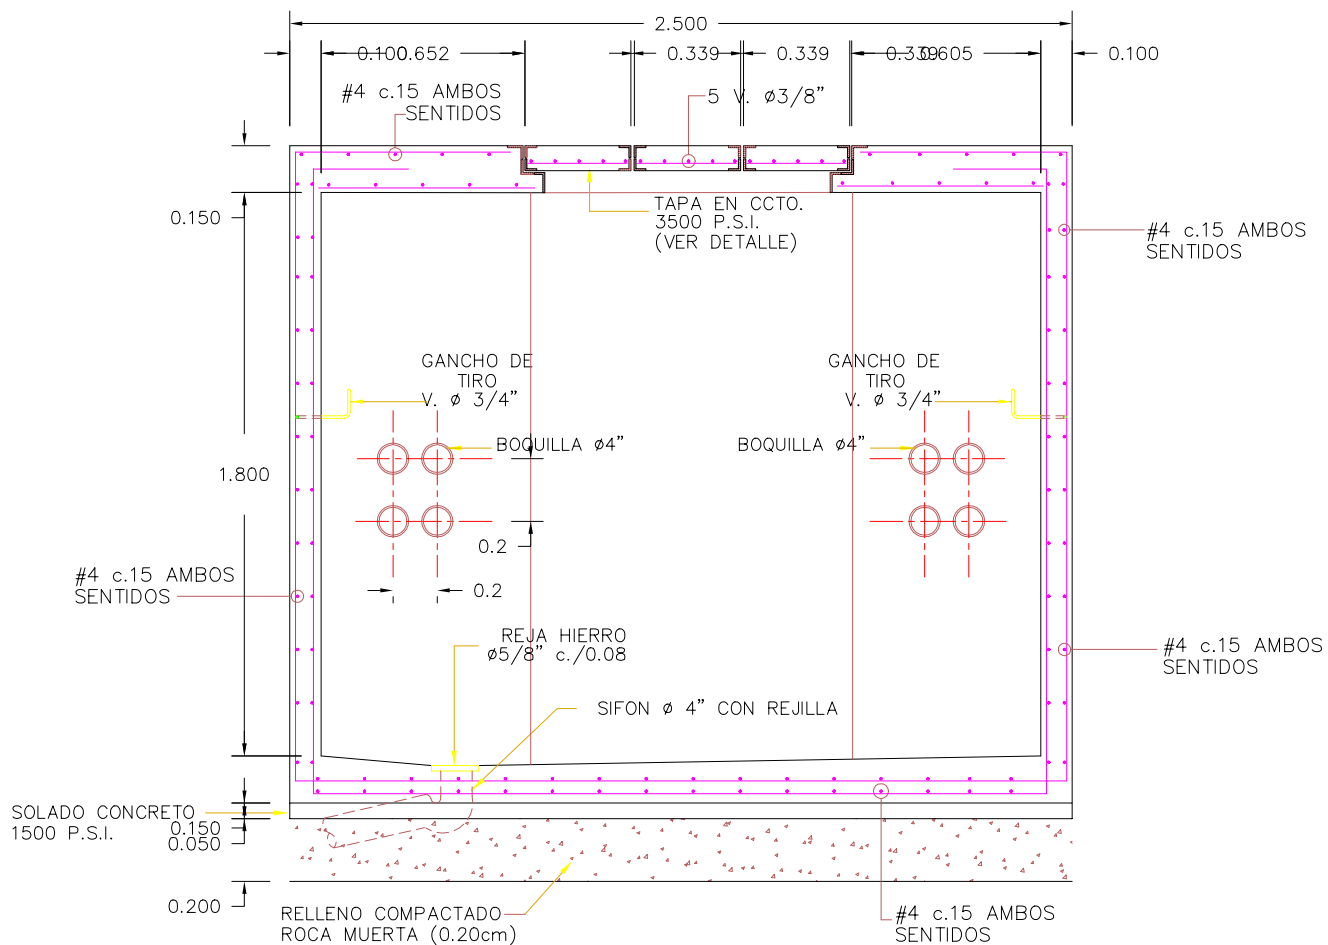 2.500
0.100
0.652
0.339
0.339
0.339
0.605
0.100
#4 c.15 AMBOS
SENTIDOS
5 V. ø3/8”
0.150
TAPA EN CCTO.
3500 P.S.I.
(VER DETALLE)
#4 c.15 AMBOS
SENTIDOS
GANCHO DE
TIRO
V. ø 3/4”
GANCHO DE
TIRO
V. ø 3/4”
BOQUILLA ø4”
BOQUILLA ø4”
1.800
0.2
0.2
#4 c.15 AMBOS
SENTIDOS
REJA HIERRO
ø5/8” c./0.08
#4 c.15 AMBOS
SENTIDOS
SIFON ø 4” CON REJILLA
SOLADO CONCRETO
1500 P.S.I.
0.150
0.050
0.200
RELLENO COMPACTADO
ROCA MUERTA (0.20cm)
#4 c.15 AMBOS
SENTIDOS